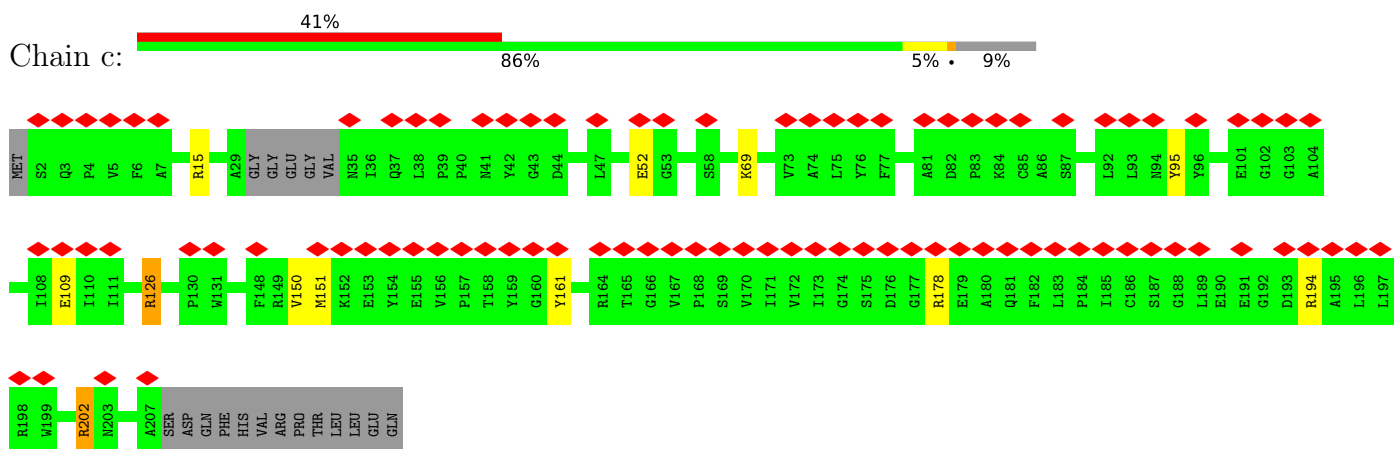 41%
Chain c:
86% 5% • 9%
MET S2 Q3 P4 V5 F6 A7 R15 A29 GLY GLY GLU GLY VAL N35 I36 Q37 L38 P39 P40 N41 Y42 G43 D44 L47 E52 G53 S58 K69 V73 A74 L75 Y76 F77 A81 D82 P83 K84 C85 A86 S87 L92 L93 N94 Y95 Y96 E101 G102 G103 A104
I108 E109 I110 I111 R126 P130 W131 F148 R149 V150 M151 K152 E153 Y154 E155 V156 P157 T158 Y159 G160 Y161 R164 T165 G166 V167 P168 S169 V170 I171 V172 I173 G174 S175 D176 G177 R178 E179 A180 Q181 F182 L183 P184 I185 C186 S187 G188 L189 E190 E191 G192 D193 R194 A195 L196 L197
R198 W199 R202 N203 A207 SER ASP GLN PHE HIS VAL ARG PRO THR LEU LEU GLU GLN